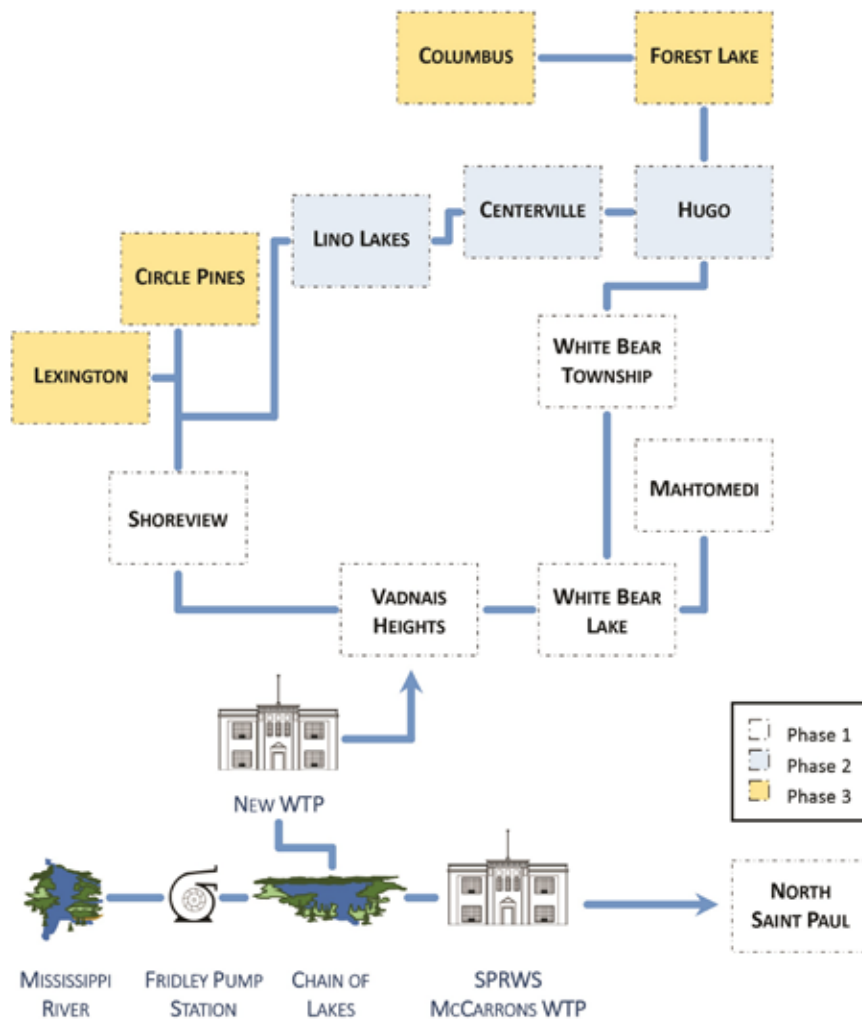 COLUMBUS
FOREST LAKE
LINO LAKES
CENTERVILLE
HUGO
CIRCLE PINES
LEXINGTON
WHITE BEAR
TOWNSHIP
MAHTOMEDI
SHOREVIEW
VADNAIS
HEIGHTS
WHITE BEAR
LAKE
NEW WTP
Phase 1
Phase 2
Phase 3
NORTH
SAINT PAUL
MISSISSIPPI
RIVER
FRIDLEY PUMP
STATION
CHAIN OF
LAKES
SPRWS
MCCARRONS WTP